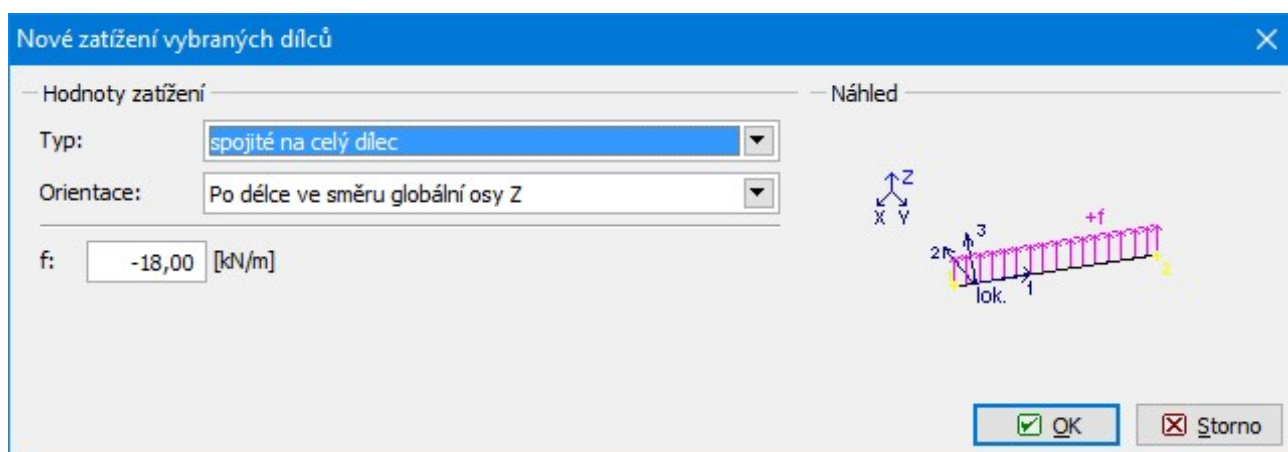 Nové zatížení vybraných dílců
Hodnoty zatížení
Typ: spojité na celý dílec
Orientace: Po délce ve směru globální osy Z
f: -18,00 [kN/m]
Náhled
Z
X Y
+f
3
2
1
lok.
1
2
OK Storno